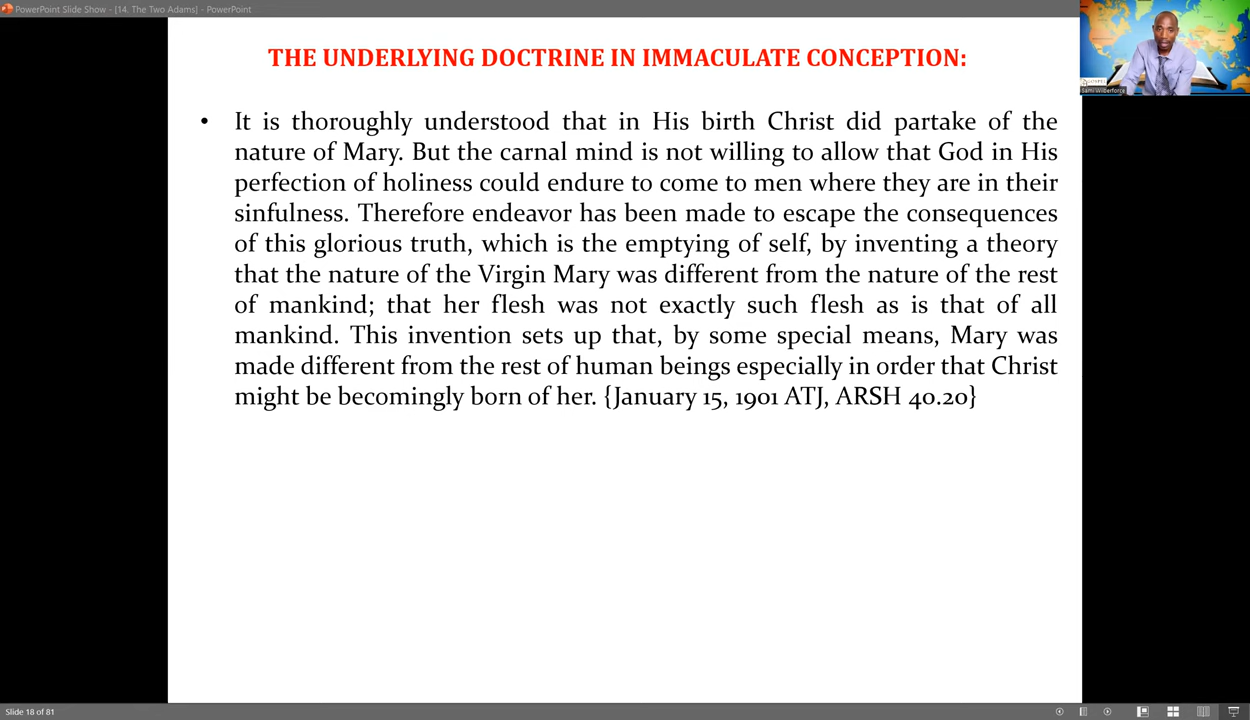 PowerPoint Slide Show - [14. The Two Adams] - PowerPoint
THE UNDERLYING DOCTRINE IN IMMACULATE CONCEPTION:
• It is thoroughly understood that in His birth Christ did partake of the
nature of Mary. But the carnal mind is not willing to allow that God in His
perfection of holiness could endure to come to men where they are in their
sinfulness. Therefore endeavor has been made to escape the consequences
of this glorious truth, which is the emptying of self, by inventing a theory
that the nature of the Virgin Mary was different from the nature of the rest
of mankind; that her flesh was not exactly such flesh as is that of all
mankind. This invention sets up that, by some special means, Mary was
made different from the rest of human beings especially in order that Christ
might be becomingly born of her. {January 15, 1901 ATJ, ARSH 40.20}
Sami Wilberforce
Slide 18 of 81